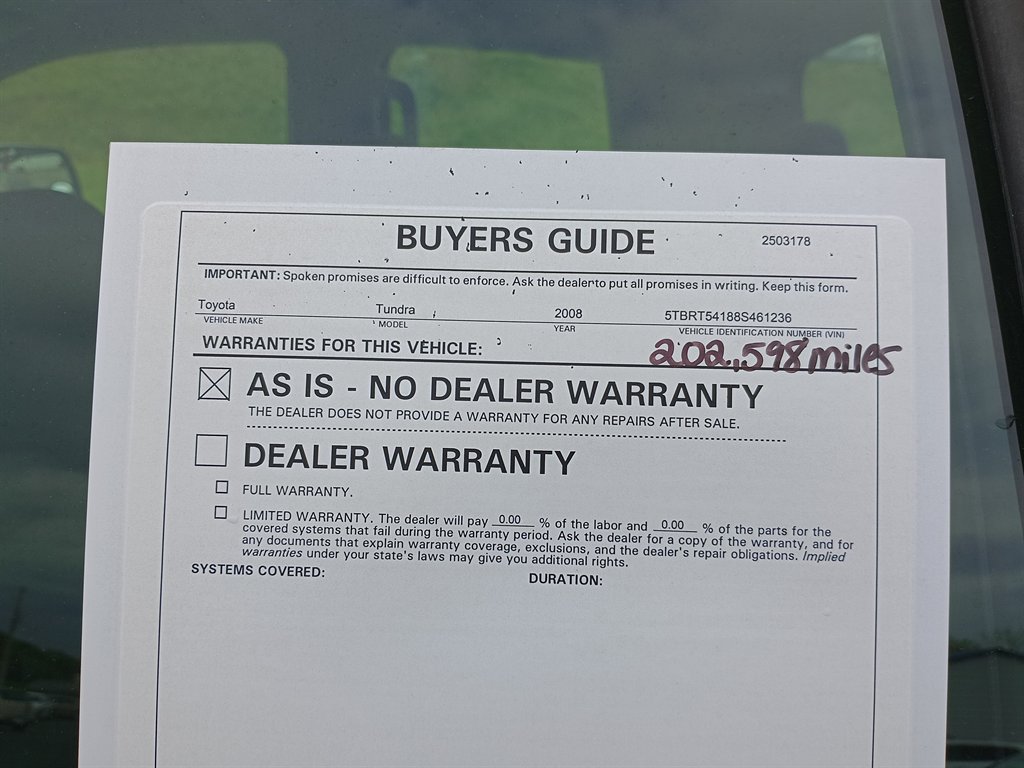 BUYERS GUIDE 2503178
IMPORTANT: Spoken promises are difficult to enforce. Ask the dealer to put all promises in writing. Keep this form.
Toyota Tundra 2008 5TBRT54188S461236
VEHICLE MAKE MODEL YEAR VEHICLE IDENTIFICATION NUMBER (VIN)
WARRANTIES FOR THIS VEHICLE: 202,598 miles
AS IS - NO DEALER WARRANTY
THE DEALER DOES NOT PROVIDE A WARRANTY FOR ANY REPAIRS AFTER SALE.
DEALER WARRANTY
FULL WARRANTY.
LIMITED WARRANTY. The dealer will pay 0.00 % of the labor and 0.00 % of the parts for the
covered systems that fail during the warranty period. Ask the dealer for a copy of the warranty, and for
any documents that explain warranty coverage, exclusions, and the dealer's repair obligations. Implied
warranties under your state's laws may give you additional rights.
SYSTEMS COVERED: DURATION: